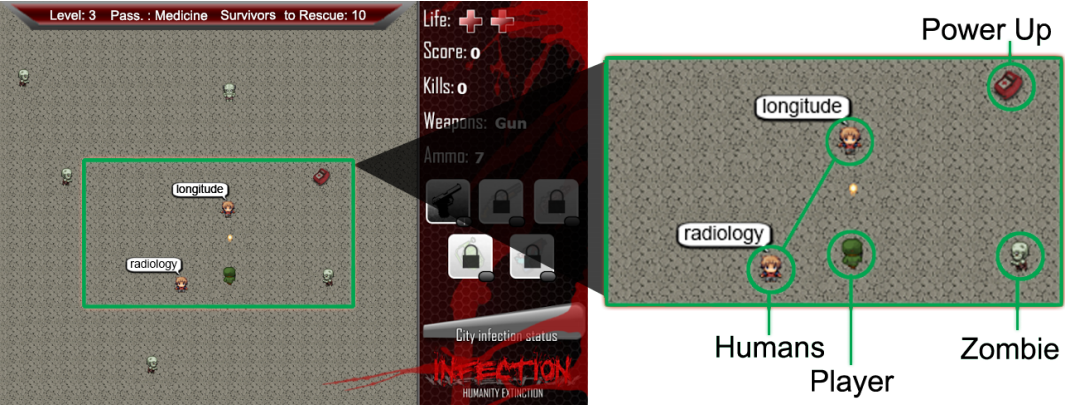 Level: 3 Pass. : Medicine Survivors to Rescue: 10
Life:
Score: 0
Kills: 0
Weapons: Gun
Ammo: 7
longitude
radiology
City infection status
INFECTION
HUMANITY EXTINCTION
Power Up
longitude
radiology
Humans
Player
Zombie